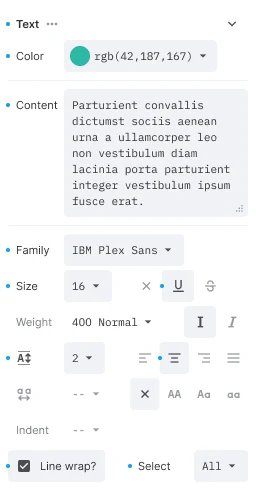 Text
Color rgb(42,187,167)
Content Parturient convallis
dictumst sociis aenean
urna a ullamcorper leo
non vestibulum diam
lacinia porta parturient
integer vestibulum ipsum
fusce erat.
Family IBM Plex Sans
Size 16 U S
Weight 400 Normal I I
A 2
aa -- AA Aa aa
Indent --
Line wrap? Select All